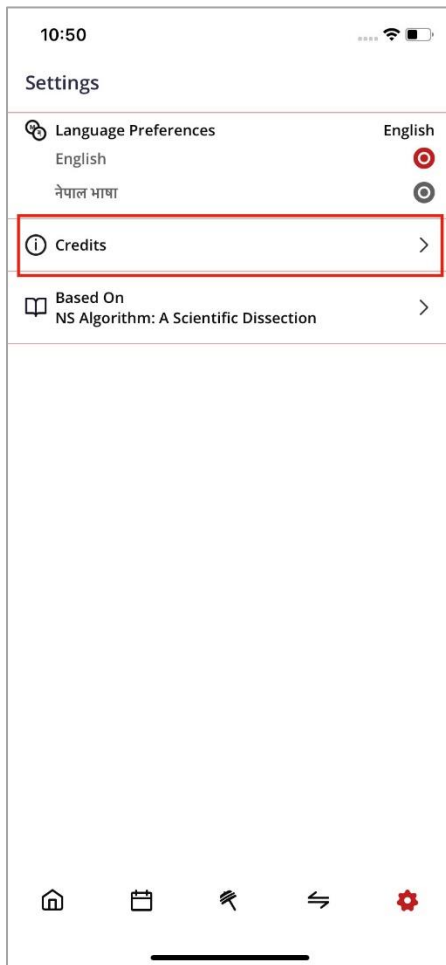 10:50
Settings
Language Preferences English
English
नेपाल भाषा
Credits
Based On
NS Algorithm: A Scientific Dissection